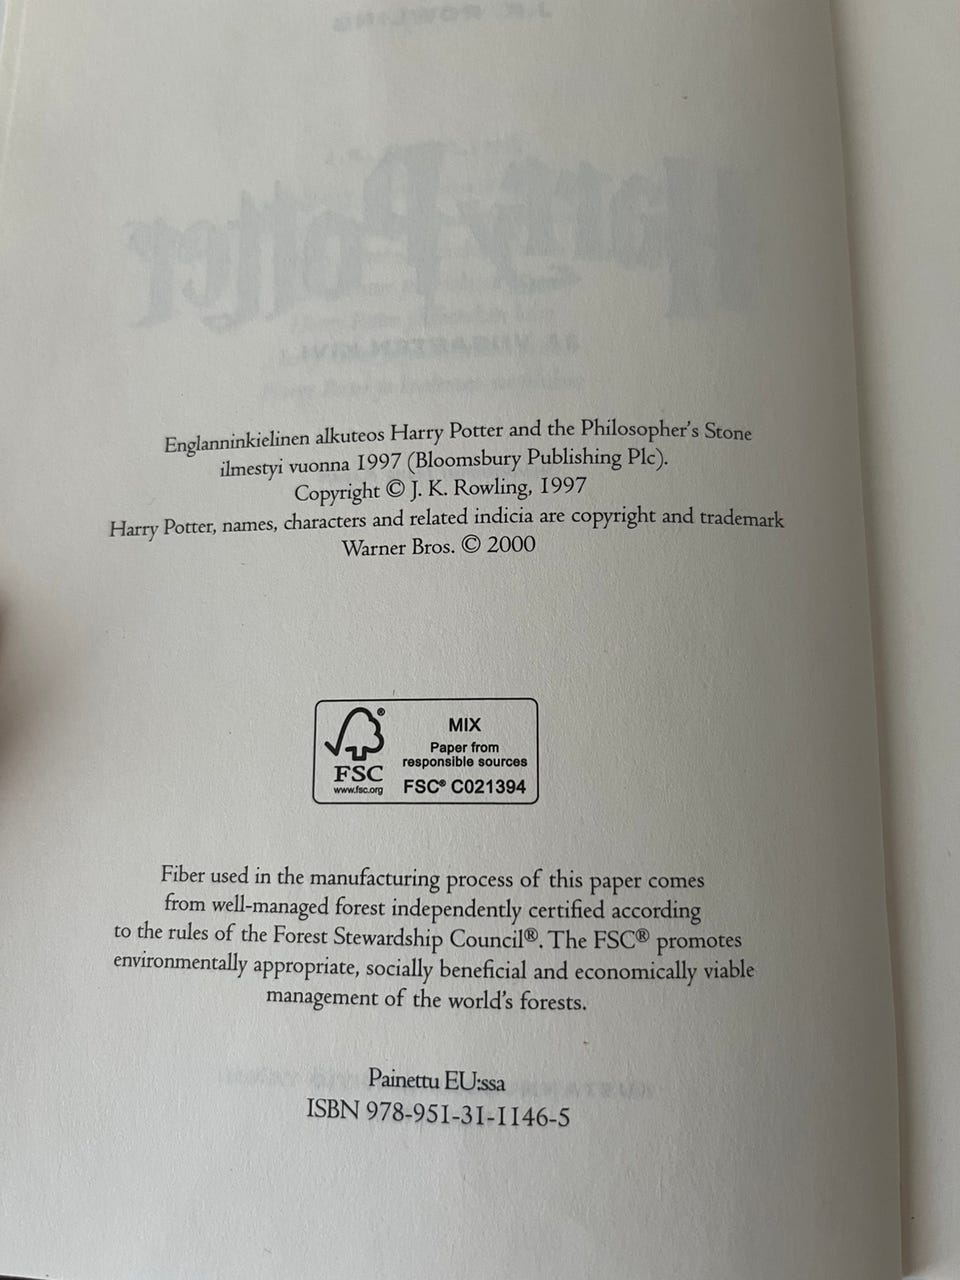 Englanninkielinen alkuteos Harry Potter and the Philosopher's Stone
ilmestyi vuonna 1997 (Bloomsbury Publishing Plc).
Copyright © J. K. Rowling, 1997
Harry Potter, names, characters and related indicia are copyright and trademark
Warner Bros. © 2000
FSC®
www.fsc.org
MIX
Paper from
responsible sources
FSC® C021394
Fiber used in the manufacturing process of this paper comes
from well-managed forest independently certified according
to the rules of the Forest Stewardship Council®. The FSC® promotes
environmentally appropriate, socially beneficial and economically viable
management of the world's forests.
Painettu EU:ssa
ISBN 978-951-31-1146-5